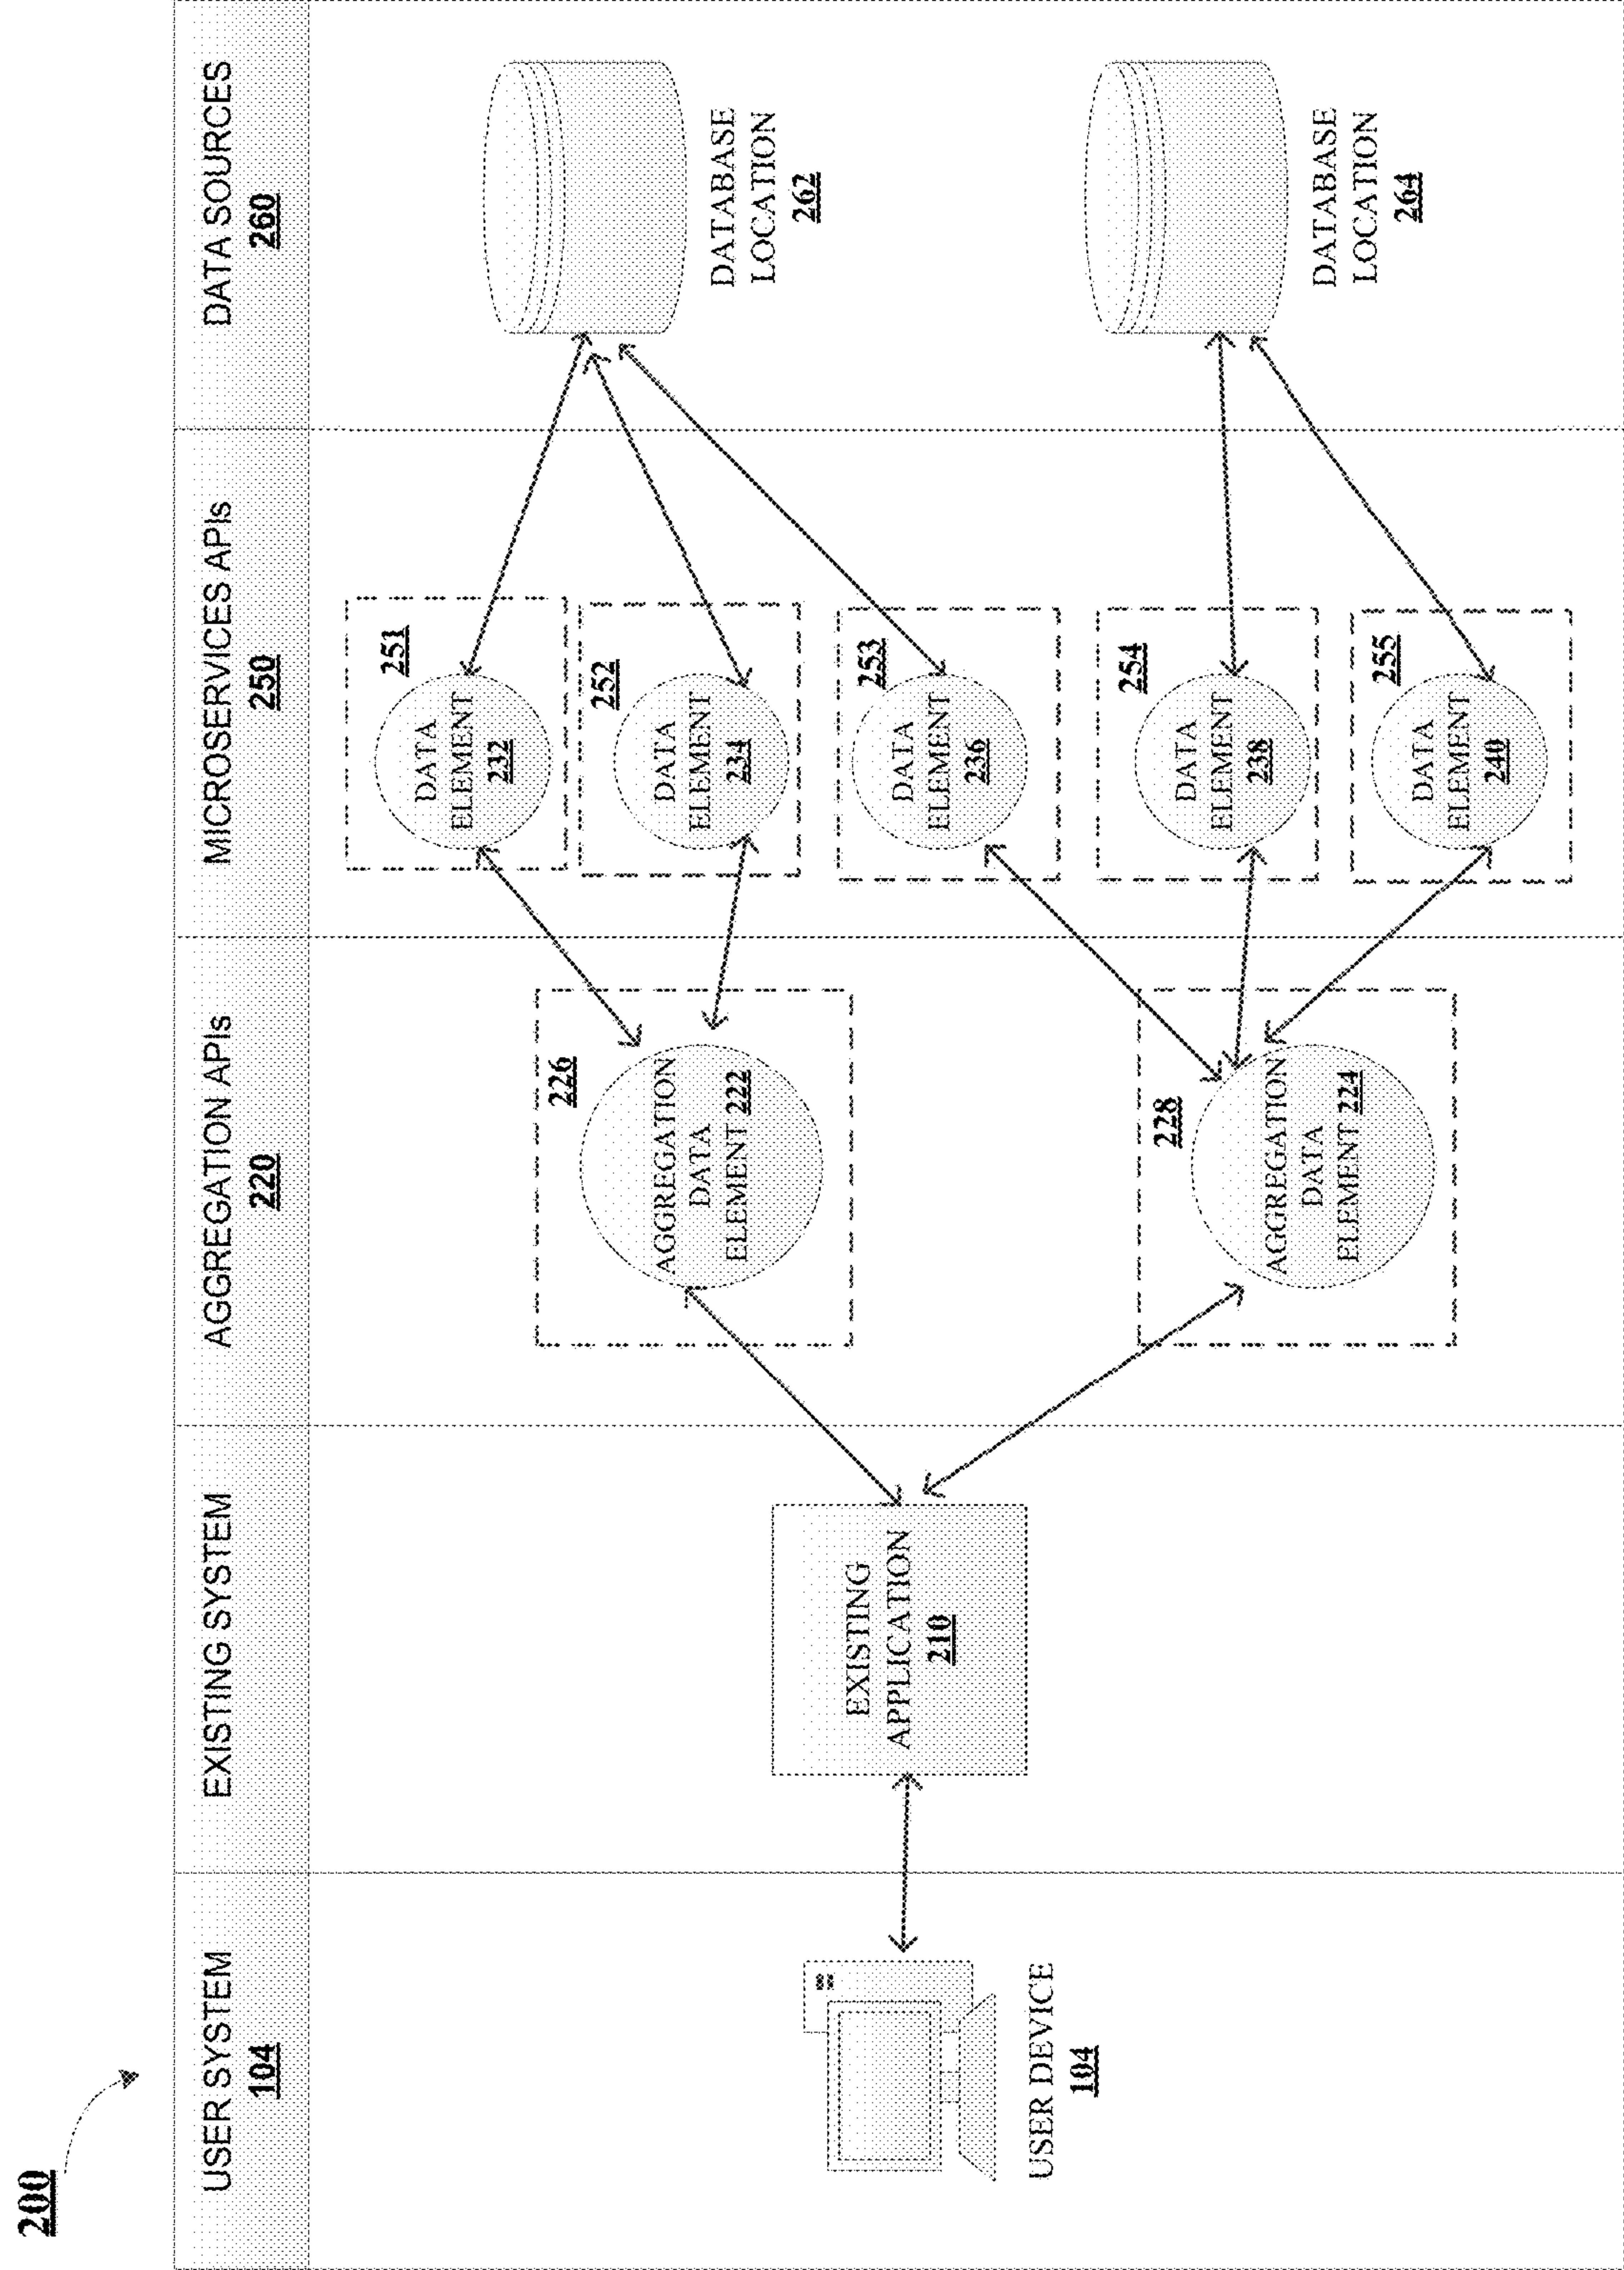 200
USER SYSTEM
104
EXISTING SYSTEM
AGGREGATION APIs
220
MICROSERVICES APIs
250
DATA SOURCES
260
USER DEVICE
104
EXISTING
APPLICATION
210
226
AGGREGATION
DATA
ELEMENT 222
228
AGGREGATION
DATA
ELEMENT 224
251
DATA
ELEMENT
232
252
DATA
ELEMENT
234
253
DATA
ELEMENT
236
254
DATA
ELEMENT
238
255
DATA
ELEMENT
240
DATABASE
LOCATION
262
DATABASE
LOCATION
264